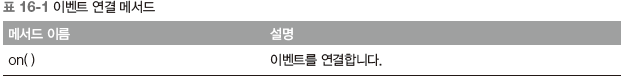 표 16-1 이벤트 연결 메서드
메서드 이름 설명
on( ) 이벤트를 연결합니다.